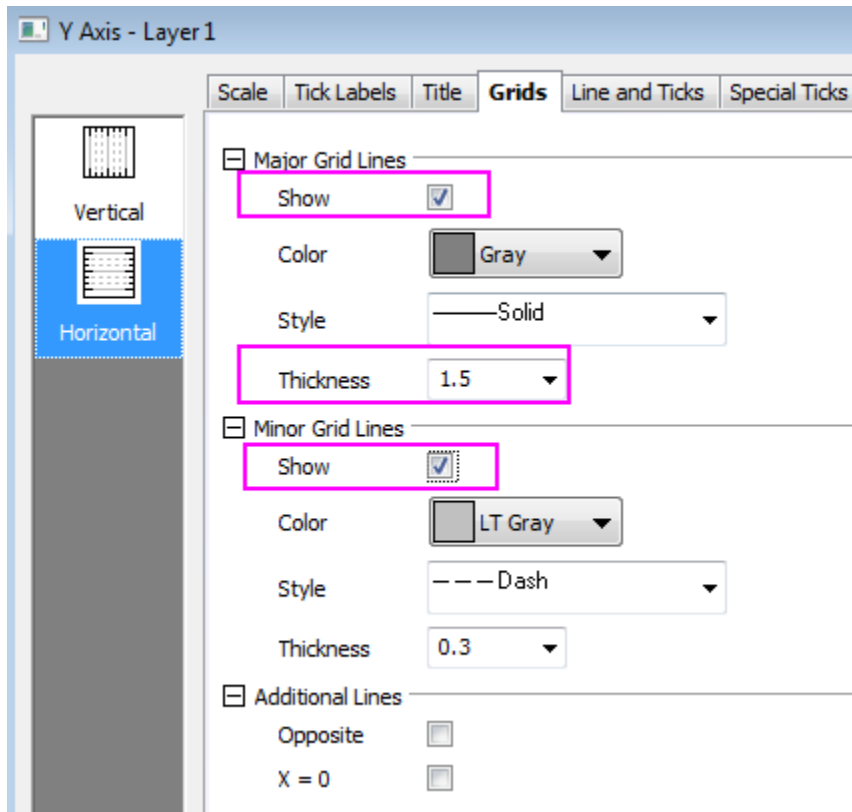 Y Axis - Layer 1
Scale Tick Labels Title Grids Line and Ticks Special Ticks
Vertical
Horizontal
Major Grid Lines
Show
Color Gray
Style Solid
Thickness 1.5
Minor Grid Lines
Show
Color LT Gray
Style Dash
Thickness 0.3
Additional Lines
Opposite
X = 0